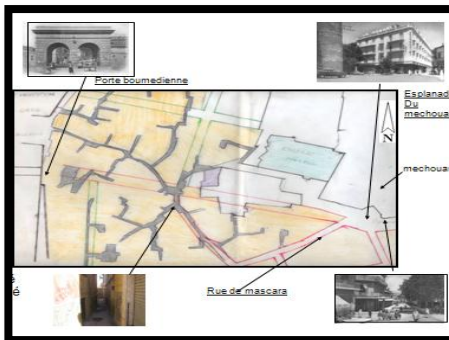 Porte boumedienne
Esplanad
Du
mechoua
N
mechouar
Rue de mascara
é